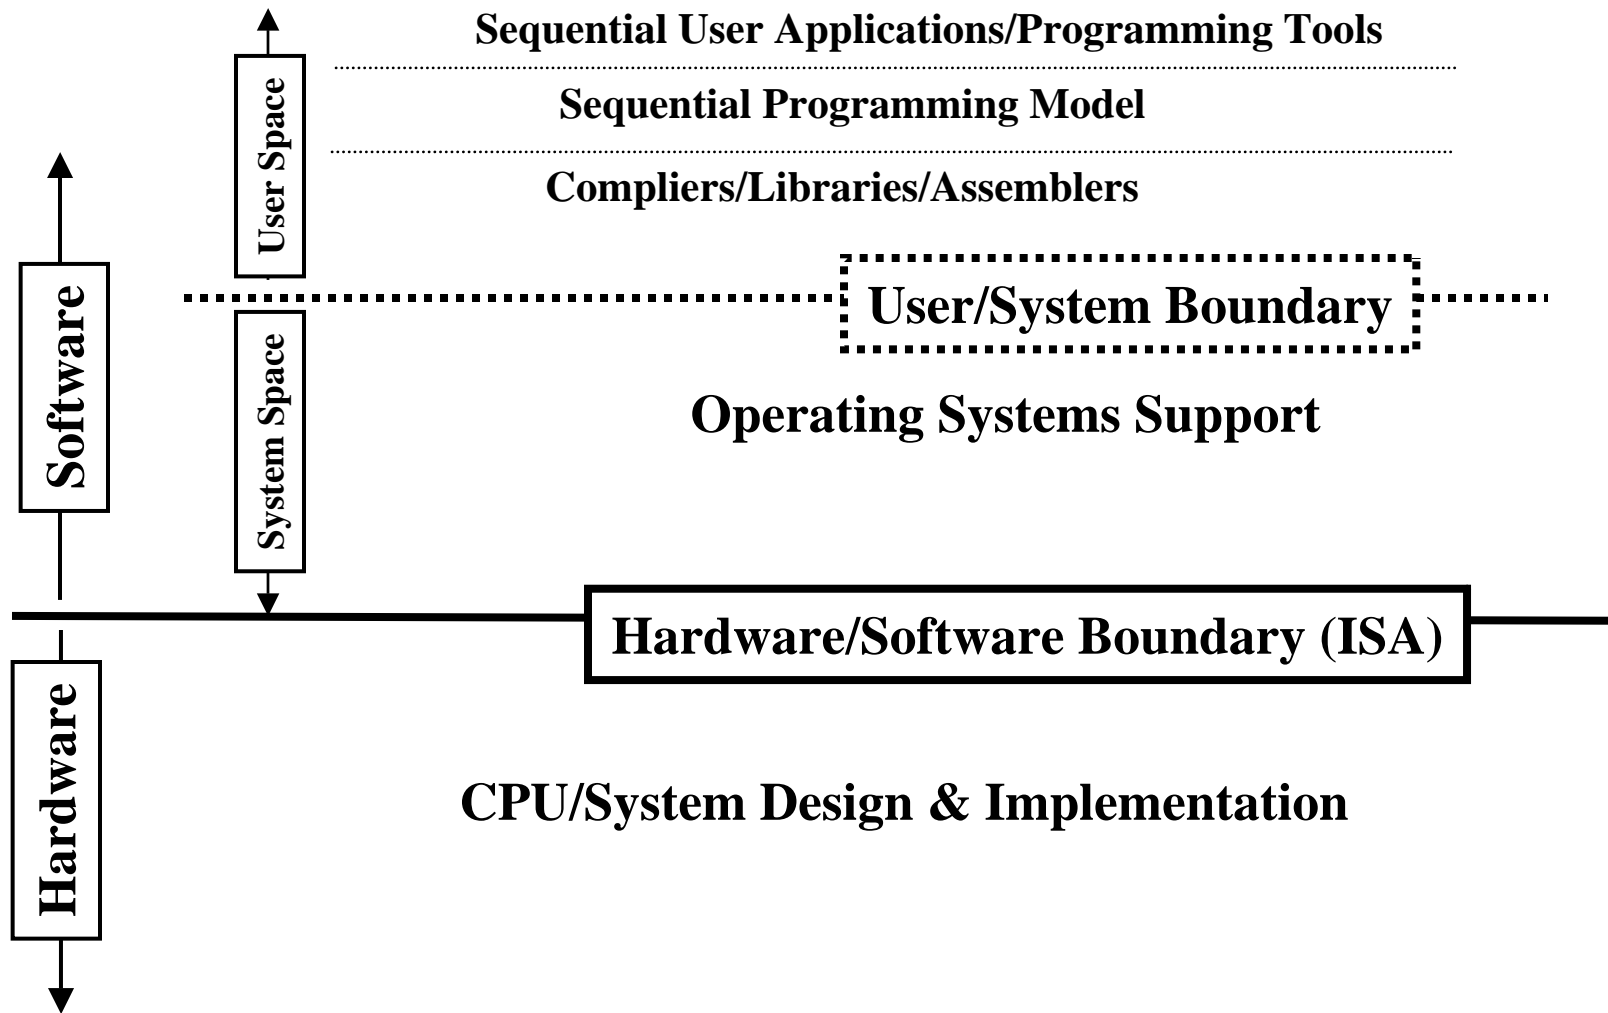 Sequential User Applications/Programming Tools
User Space
Sequential Programming Model
Compliers/Libraries/Assemblers
User/System Boundary
Software
System Space
Operating Systems Support
Hardware/Software Boundary (ISA)
Hardware
CPU/System Design & Implementation